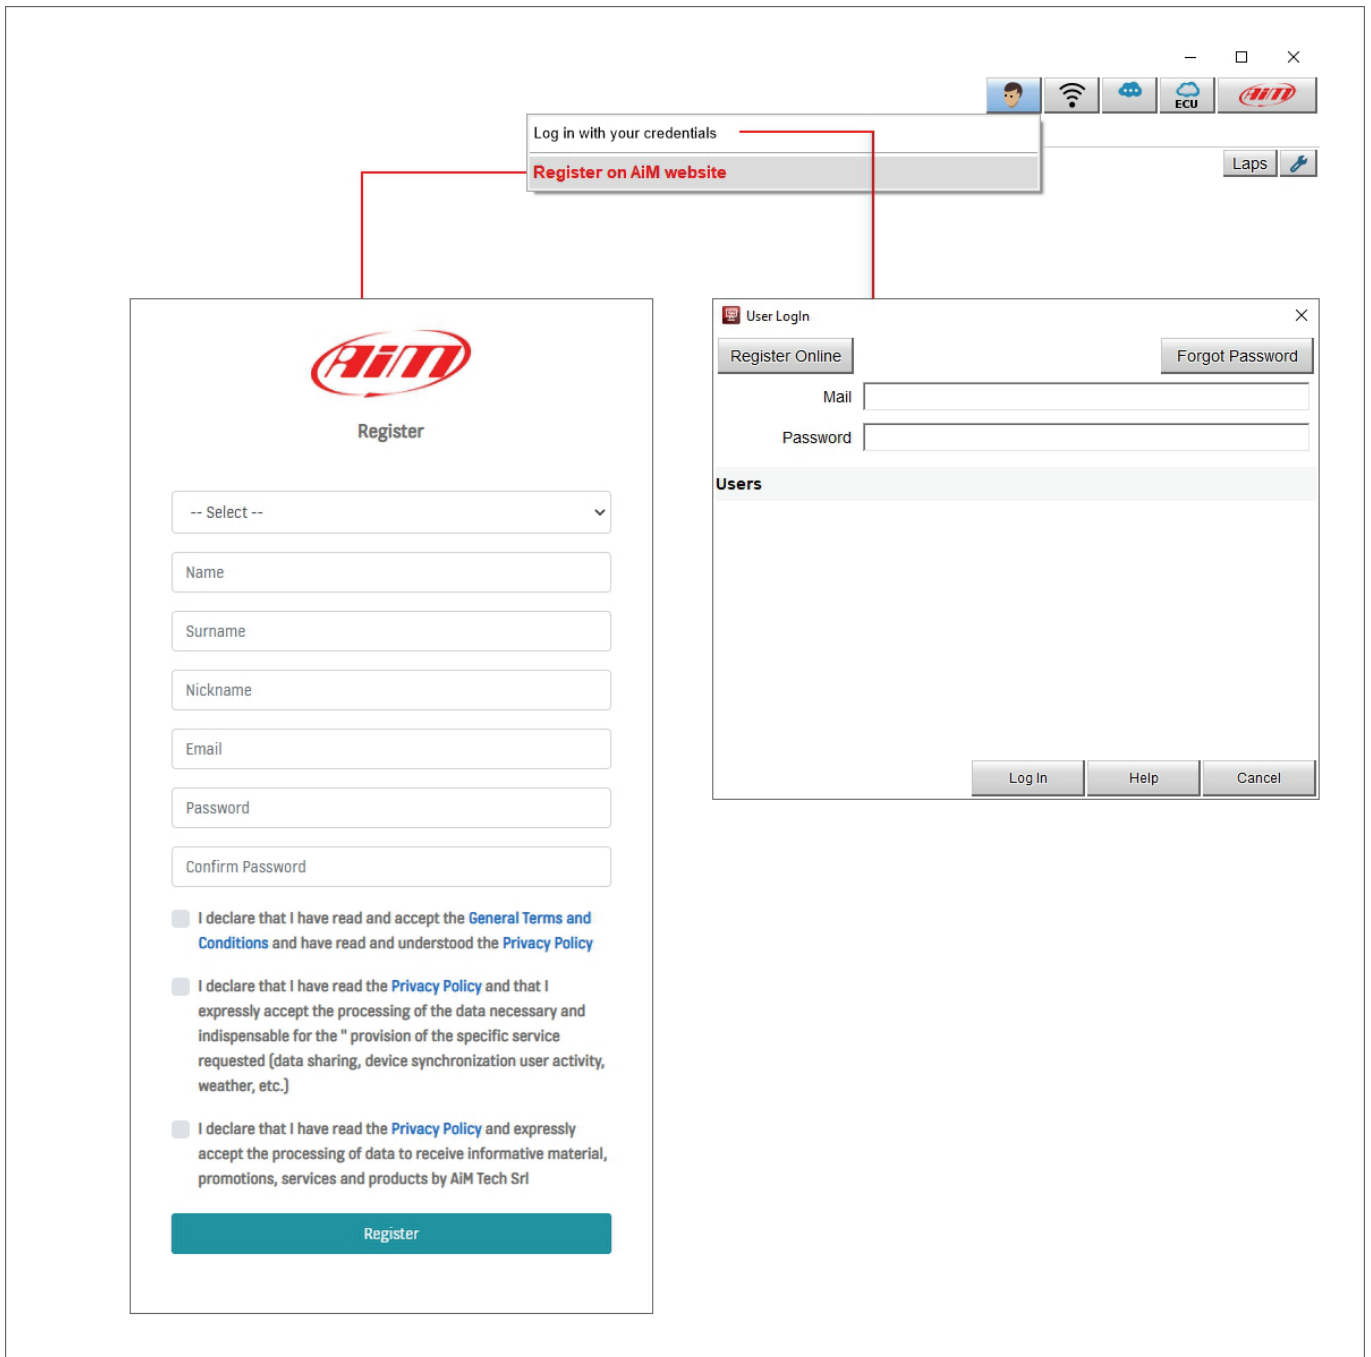 ECU
AiM
Log in with your credentials
Register on AiM website
Laps
AiM
Register
-- Select --
Name
Surname
Nickname
Email
Password
Confirm Password
I declare that I have read and accept the General Terms and
Conditions and have read and understood the Privacy Policy
I declare that I have read the Privacy Policy and that I
expressly accept the processing of the data necessary and
indispensable for the " provision of the specific service
requested (data sharing, device synchronization user activity,
weather, etc.)
I declare that I have read the Privacy Policy and expressly
accept the processing of data to receive informative material,
promotions, services and products by AiM Tech Srl
Register
User LogIn
Register Online
Forgot Password
Mail
Password
Users
Log In
Help
Cancel